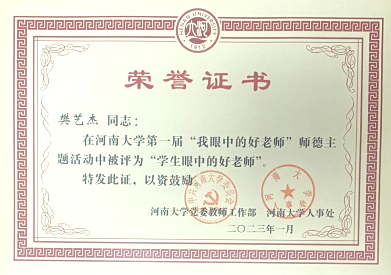 HENAN UNIVERSITY
1912
荣誉证书
樊艺杰 同志：
在河南大学第一届“我眼中的好老师”师德主
题活动中被评为“学生眼中的好老师”。
特发此证，以资鼓励。
河南大学党委教师工作部 河南大学人事处
二〇二三年一月